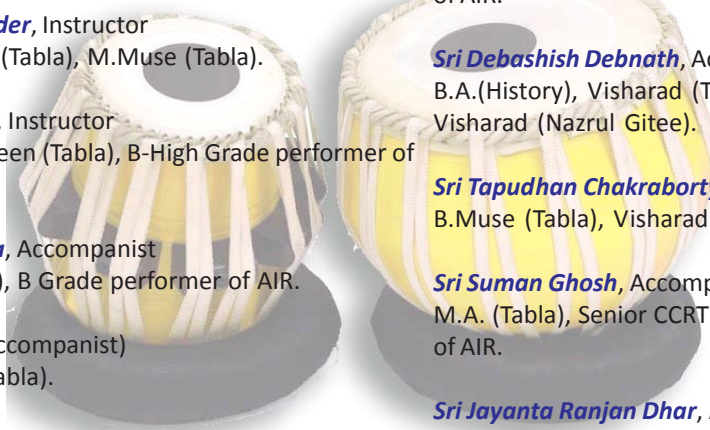 der, Instructor
(Tabla), M.Muse (Tabla).
, Instructor
een (Tabla), B-High Grade performer of
a, Accompanist
), B Grade performer of AIR.
ccompanist)
abla).
of AIR.
Sri Debashish Debnath, Ac
B.A.(History), Visharad (T
Visharad (Nazrul Gitee).
Sri Tapudhan Chakraborty
B.Muse (Tabla), Visharad
Sri Suman Ghosh, Accomp
M.A. (Tabla), Senior CCRT
of AIR.
Sri Jayanta Ranjan Dhar,